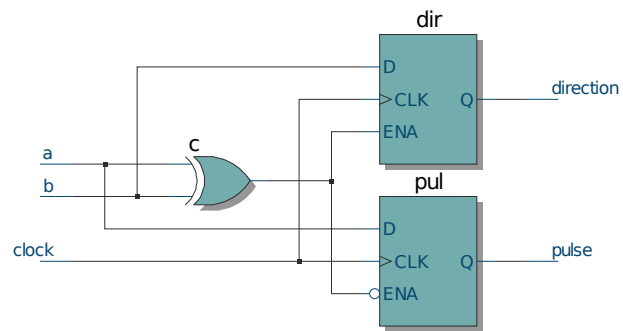 dir
D
CLK
Q
ENA
direction
a
b
c
clock
pul
D
CLK
Q
ENA
pulse